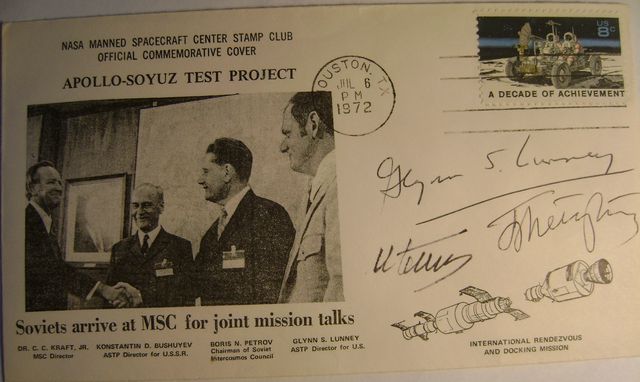 NASA MANNED SPACECRAFT CENTER STAMP CLUB
OFFICIAL COMMEMORATIVE COVER
APOLLO-SOYUZ TEST PROJECT
HOUSTON, TX
JUL 6
PM
1972
US
8c
A DECADE OF ACHIEVEMENT
Glynn S. Lunney
Soviets arrive at MSC for joint mission talks
DR. C. C. KRAFT, JR.
MSC Director
KONSTANTIN D. BUSHUYEV
ASTP Director for U.S.S.R.
BORIS N. PETROV
Chairman of Soviet
Intercosmos Council
GLYNN S. LUNNEY
ASTP Director for U.S.
INTERNATIONAL RENDEZVOUS
AND DOCKING MISSION